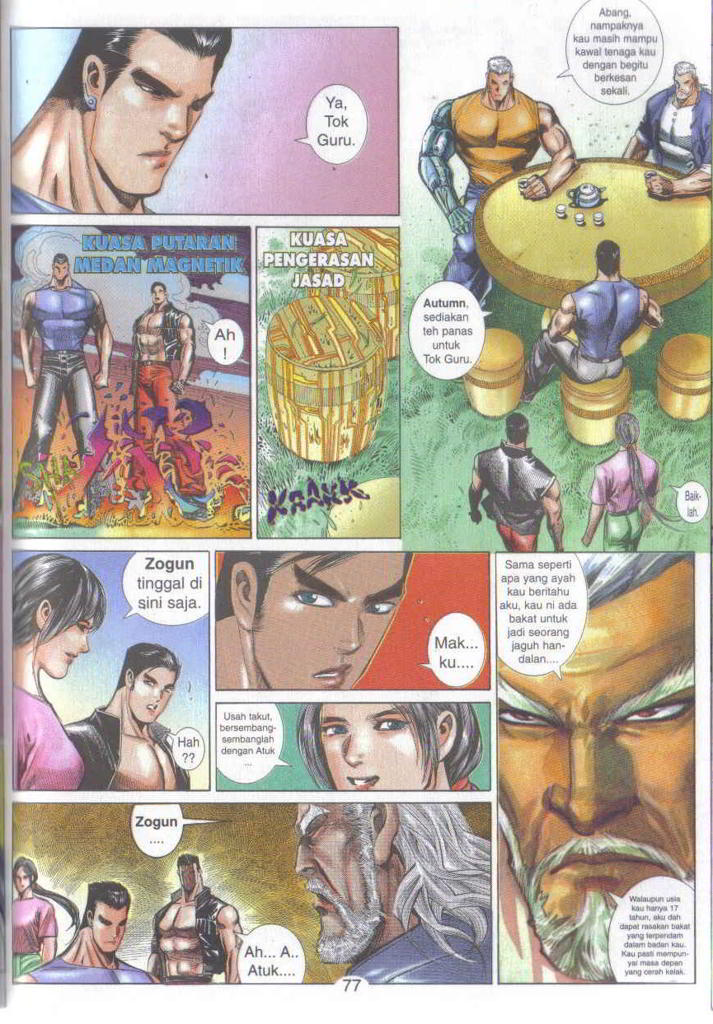 Ya,
Tok
Guru.
Abang,
nampaknya
kau masih mampu
kawal tenaga kau
dengan begitu
berkesan
sekali.
KUASA PUTARAN
MEDAN MAGNETIK
Ah
!
KUASA
PENGERASAN
JASAD
KRAKK
Autumn,
sediakan
teh panas
untuk
Tok Guru.
Baik-
lah.
Zogun
tinggal di
sini saja.
Hah
??
Mak...
ku....
Usah takut,
bersembang-
sembanglah
dengan Atuk
...
Sama seperti
apa yang ayah
kau beritahu
aku, kau ni ada
bakat untuk
jadi seorang
jaguh han-
dalan....
Walaupun usia
kau hanya 17
tahun, aku dah
dapat rasakan bakat
yang terpendam
dalam badan kau.
Kau pasti mempun-
yai masa depan
yang cerah kelak.
Zogun
....
Ah... A..
Atuk....
77